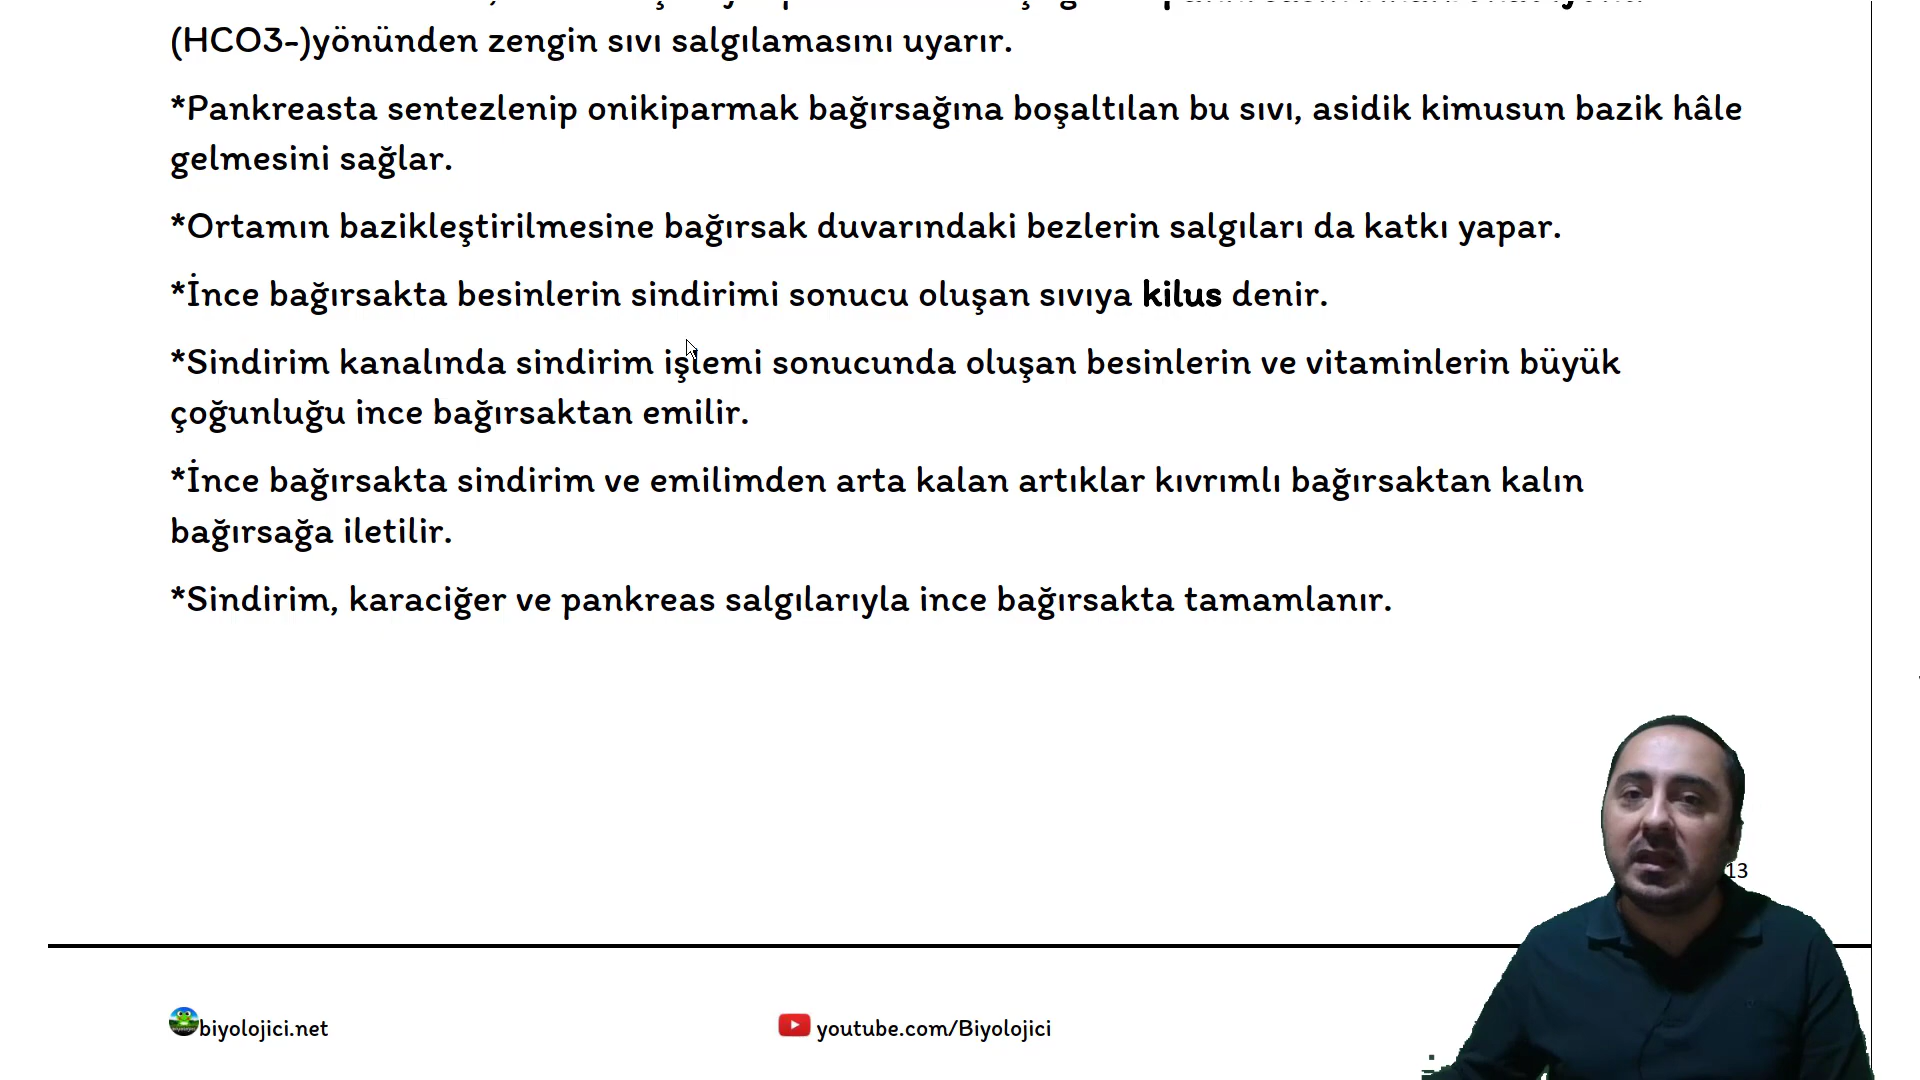 (HCO3-)yönünden zengin sıvı salgılamasını uyarır.
*Pankreasta sentezlenip onikiparmak bağırsağına boşaltılan bu sıvı, asidik kimusun bazik hâle
gelmesini sağlar.
*Ortamın bazikleştirilmesine bağırsak duvarındaki bezlerin salgıları da katkı yapar.
*İnce bağırsakta besinlerin sindirimi sonucu oluşan sıvıya kilus denir.
*Sindirim kanalında sindirim işlemi sonucunda oluşan besinlerin ve vitaminlerin büyük
çoğunluğu ince bağırsaktan emilir.
*İnce bağırsakta sindirim ve emilimden arta kalan artıklar kıvrımlı bağırsaktan kalın
bağırsağa iletilir.
*Sindirim, karaciğer ve pankreas salgılarıyla ince bağırsakta tamamlanır.
13
biyolojici.net
youtube.com/Biyolojici